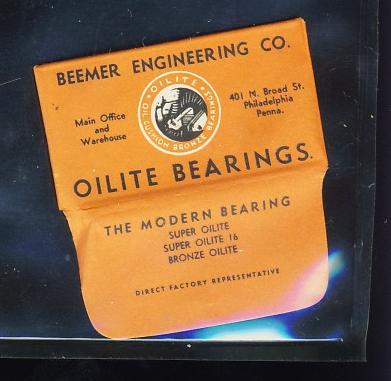 BEEMER ENGINEERING CO.
Main Office
and
Warehouse
OILITE
OIL CUSHION BRONZE BEARINGS
401 N. Broad St.
Philadelphia
Penna.
OILITE BEARINGS.
THE MODERN BEARING
SUPER OILITE
SUPER OILITE 16
BRONZE OILITE
DIRECT FACTORY REPRESENTATIVE